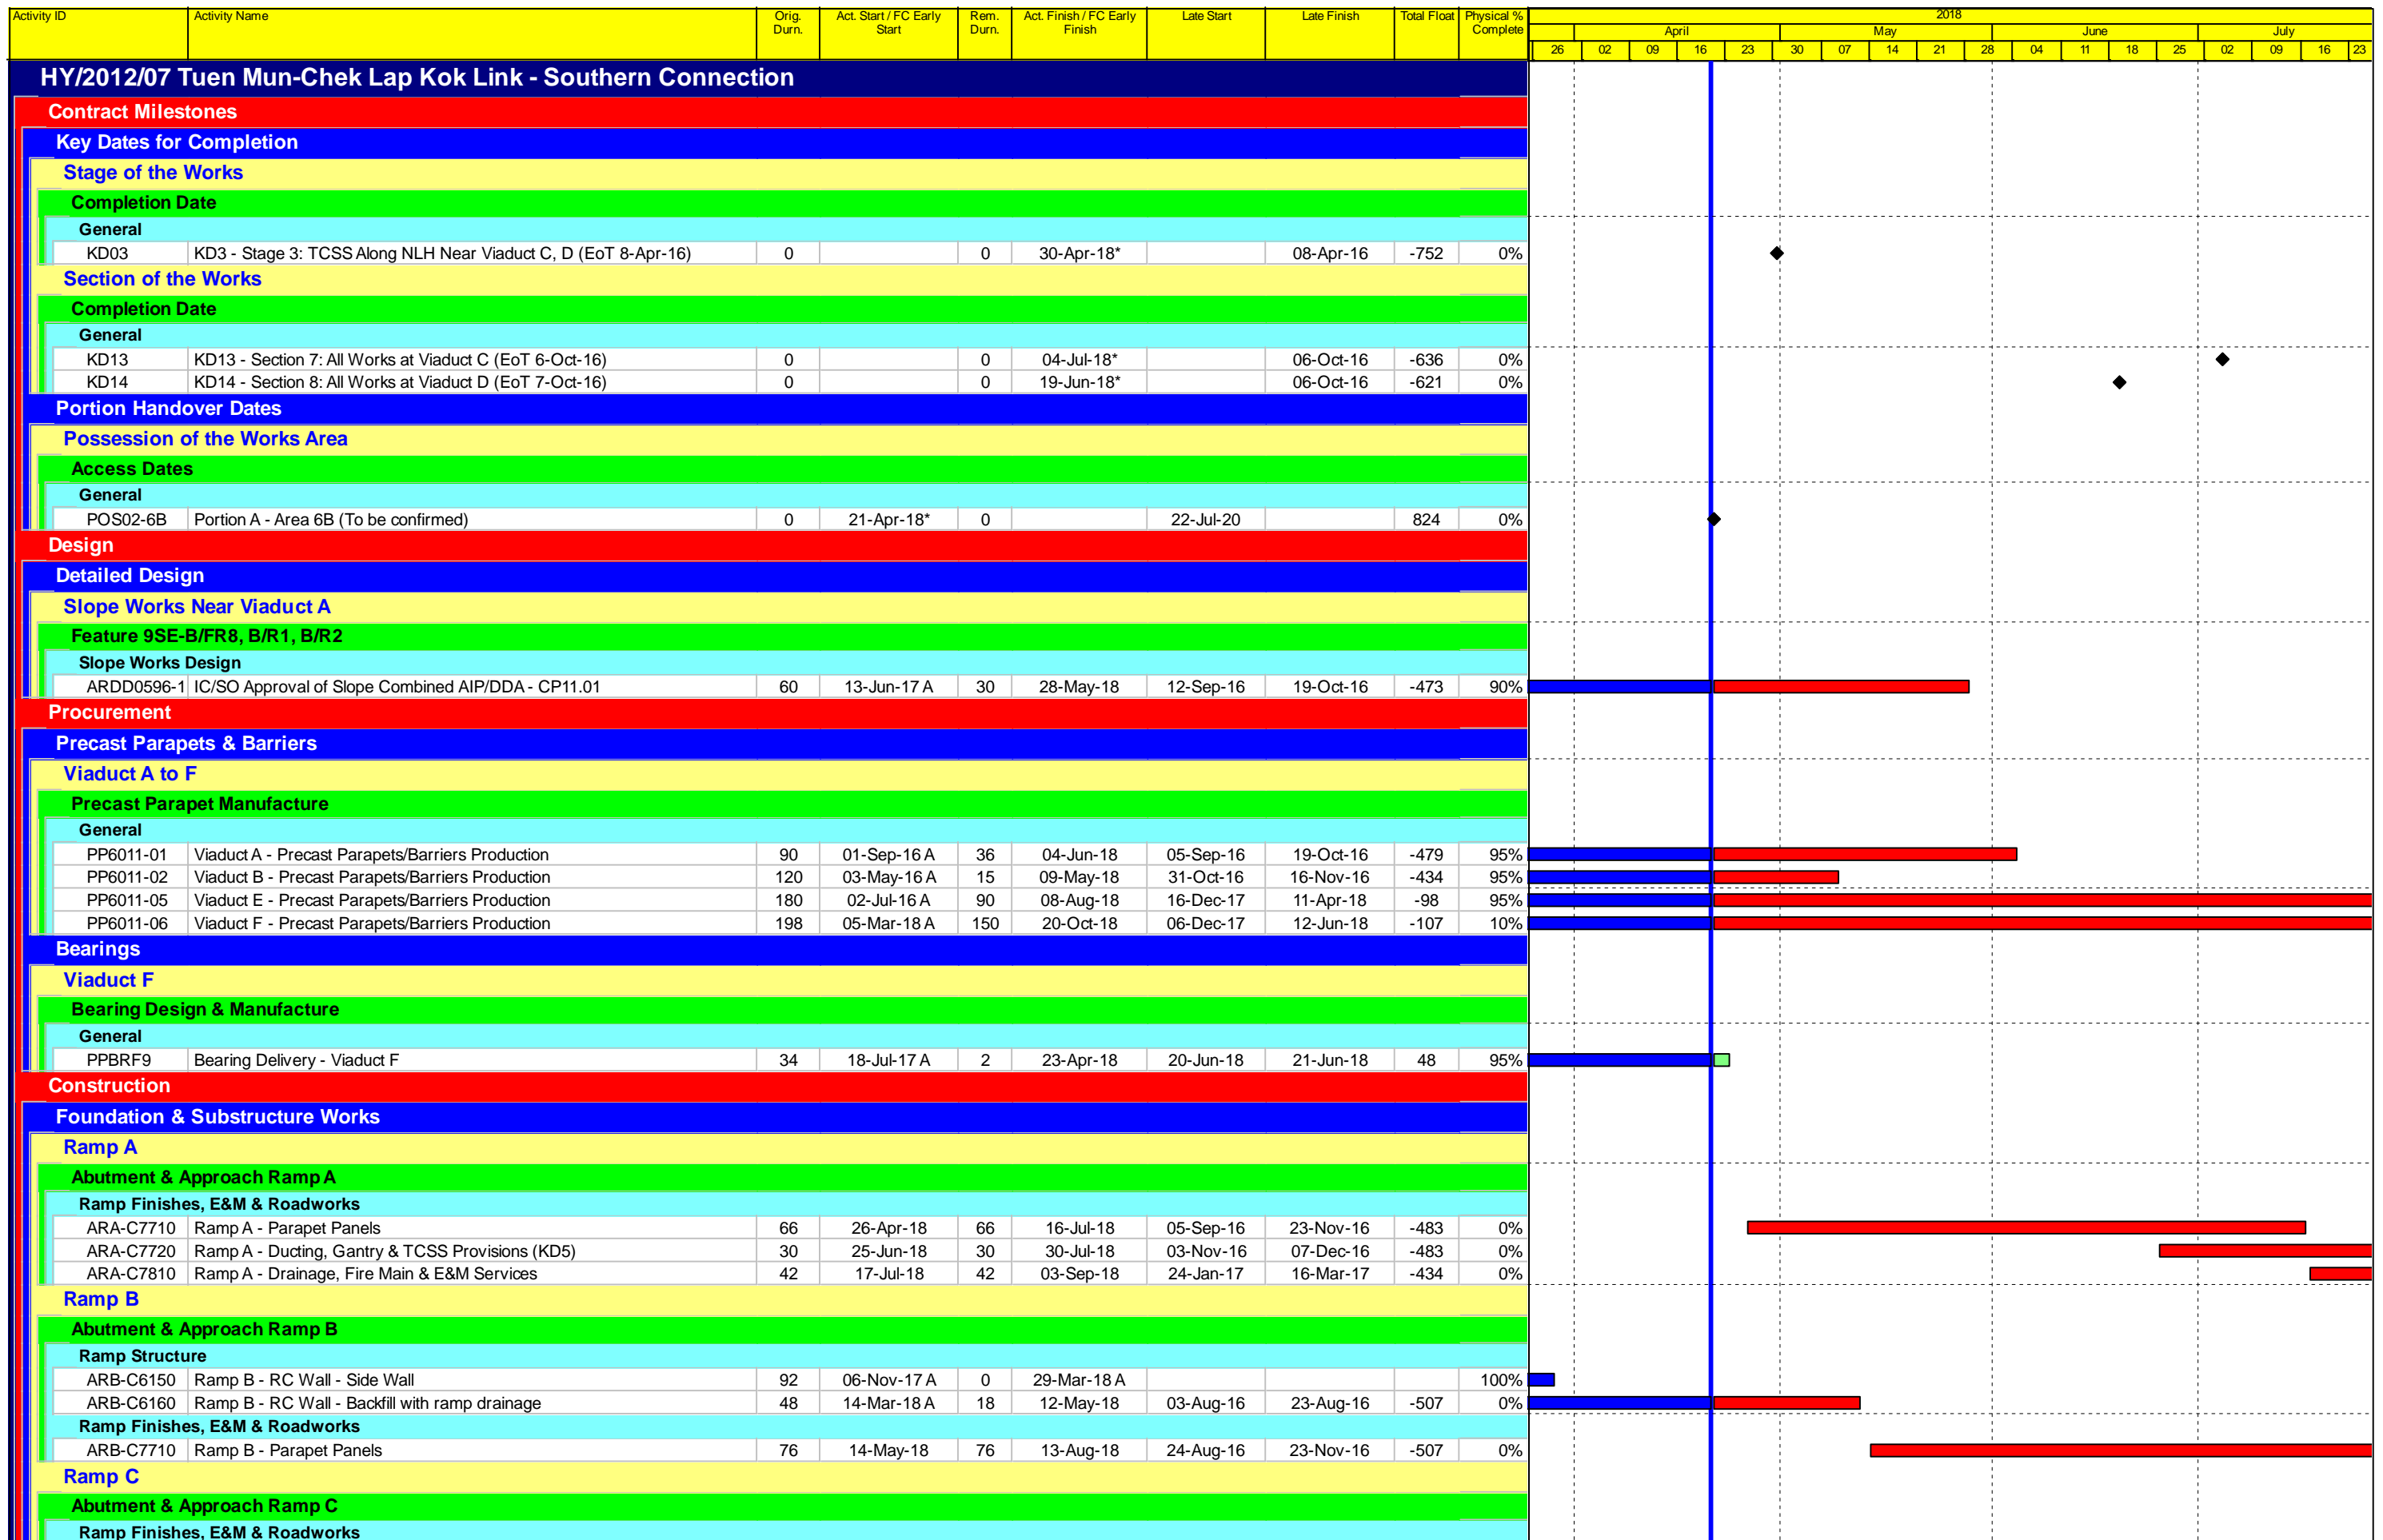 Activity ID Activity Name Orig. Durn. Act. Start / FC Early Start Rem. Durn. Act. Finish / FC Early Finish Late Start Late Finish Total Float Physical % Complete 2018
April May June July
26 02 09 16 23 30 07 14 21 28 04 11 18 25 02 09 16 23
HY/2012/07 Tuen Mun-Chek Lap Kok Link - Southern Connection
Contract Milestones
Key Dates for Completion
Stage of the Works
Completion Date
General
KD03 KD3 - Stage 3: TCSS Along NLH Near Viaduct C, D (EoT 8-Apr-16) 0 0 30-Apr-18* 08-Apr-16 -752 0%
Section of the Works
Completion Date
General
KD13 KD13 - Section 7: All Works at Viaduct C (EoT 6-Oct-16) 0 0 04-Jul-18* 06-Oct-16 -636 0%
KD14 KD14 - Section 8: All Works at Viaduct D (EoT 7-Oct-16) 0 0 19-Jun-18* 06-Oct-16 -621 0%
Portion Handover Dates
Possession of the Works Area
Access Dates
General
POS02-6B Portion A - Area 6B (To be confirmed) 0 21-Apr-18* 0 22-Jul-20 824 0%
Design
Detailed Design
Slope Works Near Viaduct A
Feature 9SE-B/FR8, B/R1, B/R2
Slope Works Design
ARDD0596-1 IC/SO Approval of Slope Combined AIP/DDA - CP11.01 60 13-Jun-17 A 30 28-May-18 12-Sep-16 19-Oct-16 -473 90%
Procurement
Precast Parapets & Barriers
Viaduct A to F
Precast Parapet Manufacture
General
PP6011-01 Viaduct A - Precast Parapets/Barriers Production 90 01-Sep-16 A 36 04-Jun-18 05-Sep-16 19-Oct-16 -479 95%
PP6011-02 Viaduct B - Precast Parapets/Barriers Production 120 03-May-16 A 15 09-May-18 31-Oct-16 16-Nov-16 -434 95%
PP6011-05 Viaduct E - Precast Parapets/Barriers Production 180 02-Jul-16 A 90 08-Aug-18 16-Dec-17 11-Apr-18 -98 95%
PP6011-06 Viaduct F - Precast Parapets/Barriers Production 198 05-Mar-18 A 150 20-Oct-18 06-Dec-17 12-Jun-18 -107 10%
Bearings
Viaduct F
Bearing Design & Manufacture
General
PPBRF9 Bearing Delivery - Viaduct F 34 18-Jul-17 A 2 23-Apr-18 20-Jun-18 21-Jun-18 48 95%
Construction
Foundation & Substructure Works
Ramp A
Abutment & Approach Ramp A
Ramp Finishes, E&M & Roadworks
ARA-C7710 Ramp A - Parapet Panels 66 26-Apr-18 66 16-Jul-18 05-Sep-16 23-Nov-16 -483 0%
ARA-C7720 Ramp A - Ducting, Gantry & TCSS Provisions (KD5) 30 25-Jun-18 30 30-Jul-18 03-Nov-16 07-Dec-16 -483 0%
ARA-C7810 Ramp A - Drainage, Fire Main & E&M Services 42 17-Jul-18 42 03-Sep-18 24-Jan-17 16-Mar-17 -434 0%
Ramp B
Abutment & Approach Ramp B
Ramp Structure
ARB-C6150 Ramp B - RC Wall - Side Wall 92 06-Nov-17 A 0 29-Mar-18 A 100%
ARB-C6160 Ramp B - RC Wall - Backfill with ramp drainage 48 14-Mar-18 A 18 12-May-18 03-Aug-16 23-Aug-16 -507 0%
Ramp Finishes, E&M & Roadworks
ARB-C7710 Ramp B - Parapet Panels 76 14-May-18 76 13-Aug-18 24-Aug-16 23-Nov-16 -507 0%
Ramp C
Abutment & Approach Ramp C
Ramp Finishes, E&M & Roadworks